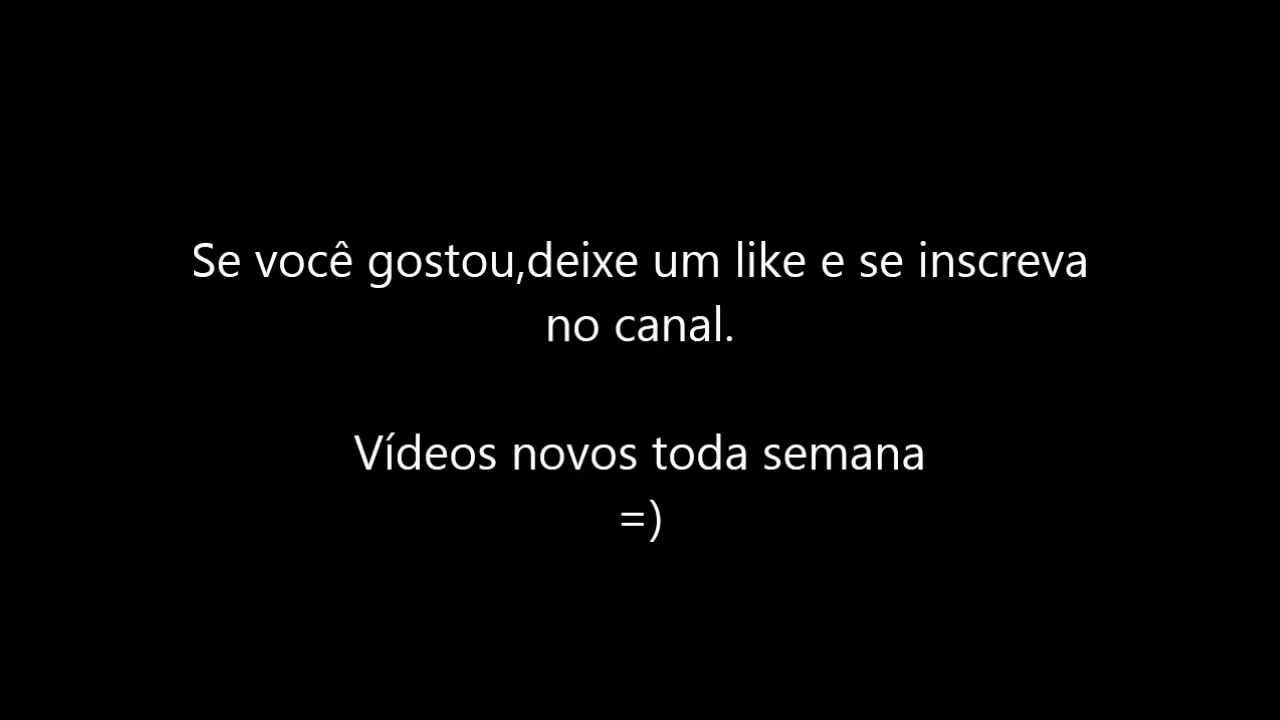 Se você gostou,deixe um like e se inscreva
no canal.
Vídeos novos toda semana
=)